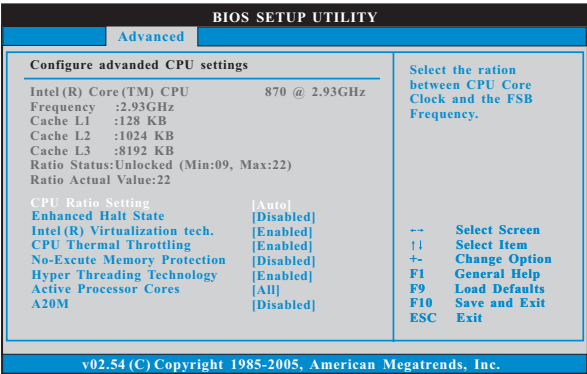 BIOS SETUP UTILITY
Advanced
Configure advanded CPU settings
Intel(R) Core(TM) CPU 870 @ 2.93GHz
Frequency :2.93GHz
Cache L1 :128 KB
Cache L2 :1024 KB
Cache L3 :8192 KB
Ratio Status:Unlocked (Min:09, Max:22)
Ratio Actual Value:22
CPU Ratio Setting [Auto]
Enhanced Halt State [Disabled]
Intel(R) Virtualization tech. [Enabled]
CPU Thermal Throttling [Enabled]
No-Excute Memory Protection [Disabled]
Hyper Threading Technology [Enabled]
Active Processor Cores [All]
A20M [Disabled]
Select the ration
between CPU Core
Clock and the FSB
Frequency.
←→ Select Screen
↑↓ Select Item
+- Change Option
F1 General Help
F9 Load Defaults
F10 Save and Exit
ESC Exit
v02.54 (C) Copyright 1985-2005, American Megatrends, Inc.